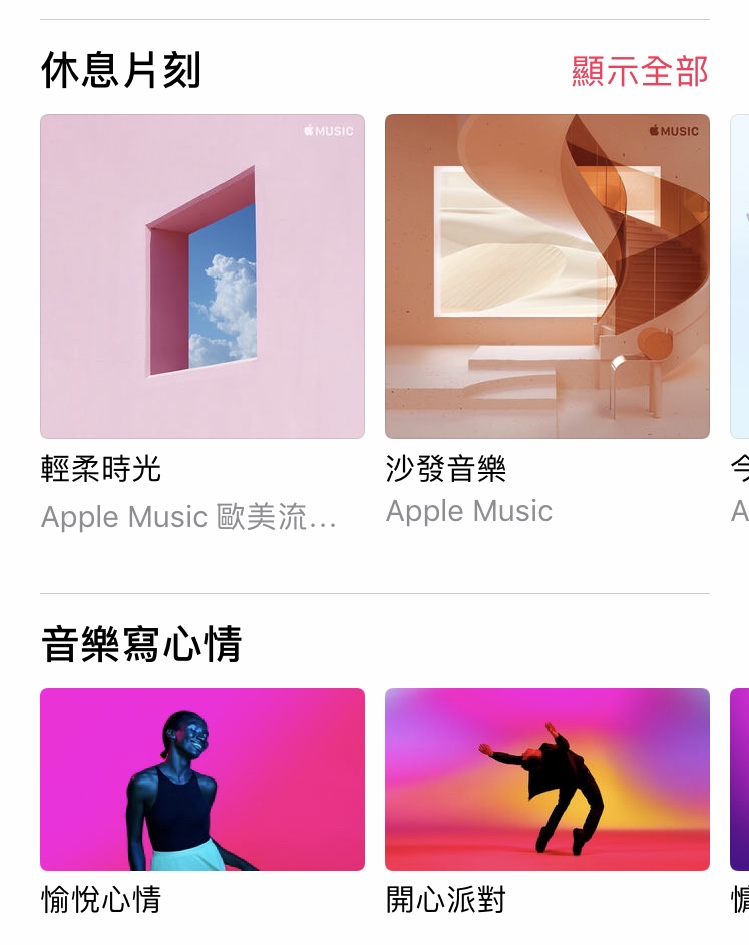 休息片刻 顯示全部
MUSIC MUSIC
輕柔時光 沙發音樂
Apple Music 歐美流… Apple Music
音樂寫心情
愉悅心情 開心派對